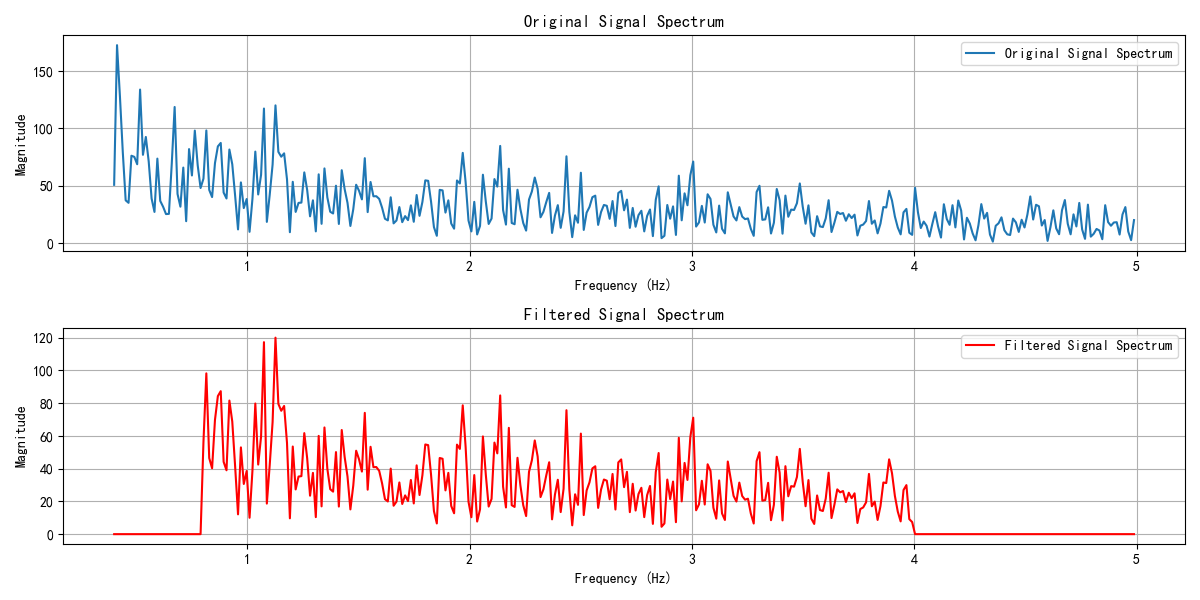 Original Signal Spectrum
Original Signal Spectrum
Magnitude
150
100
50
0
1
2
3
4
5
Frequency (Hz)
Filtered Signal Spectrum
Filtered Signal Spectrum
Magnitude
120
100
80
60
40
20
0
1
2
3
4
5
Frequency (Hz)